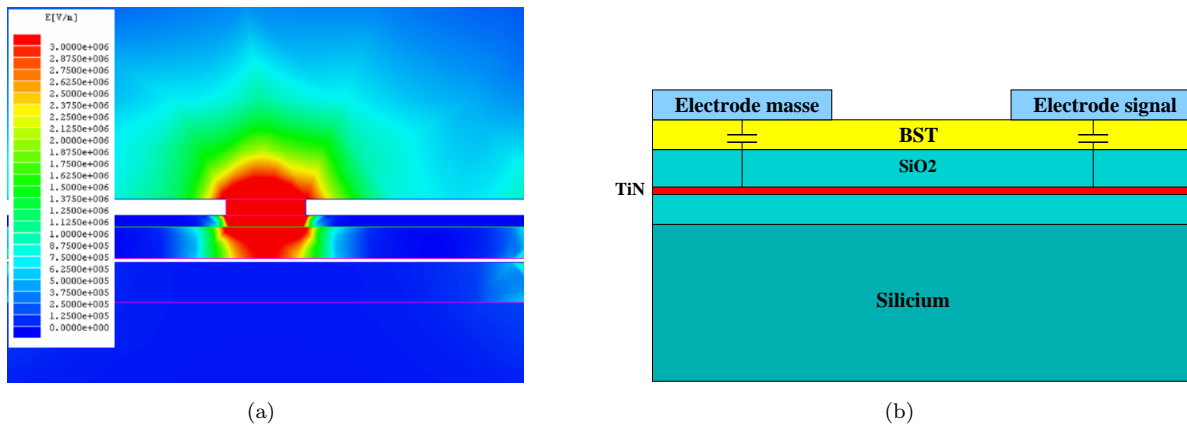 E[V/m]
3.0000e+006
2.8750e+006
2.7500e+006
2.6250e+006
2.5000e+006
2.3750e+006
2.2500e+006
2.1250e+006
2.0000e+006
1.8750e+006
1.7500e+006
1.6250e+006
1.5000e+006
1.3750e+006
1.2500e+006
1.1250e+006
1.0000e+006
8.7500e+005
7.5000e+005
6.2500e+005
5.0000e+005
3.7500e+005
2.5000e+005
1.2500e+005
0.0000e+000
(a)
Electrode masse
Electrode signal
BST
SiO2
TiN
Silicium
(b)